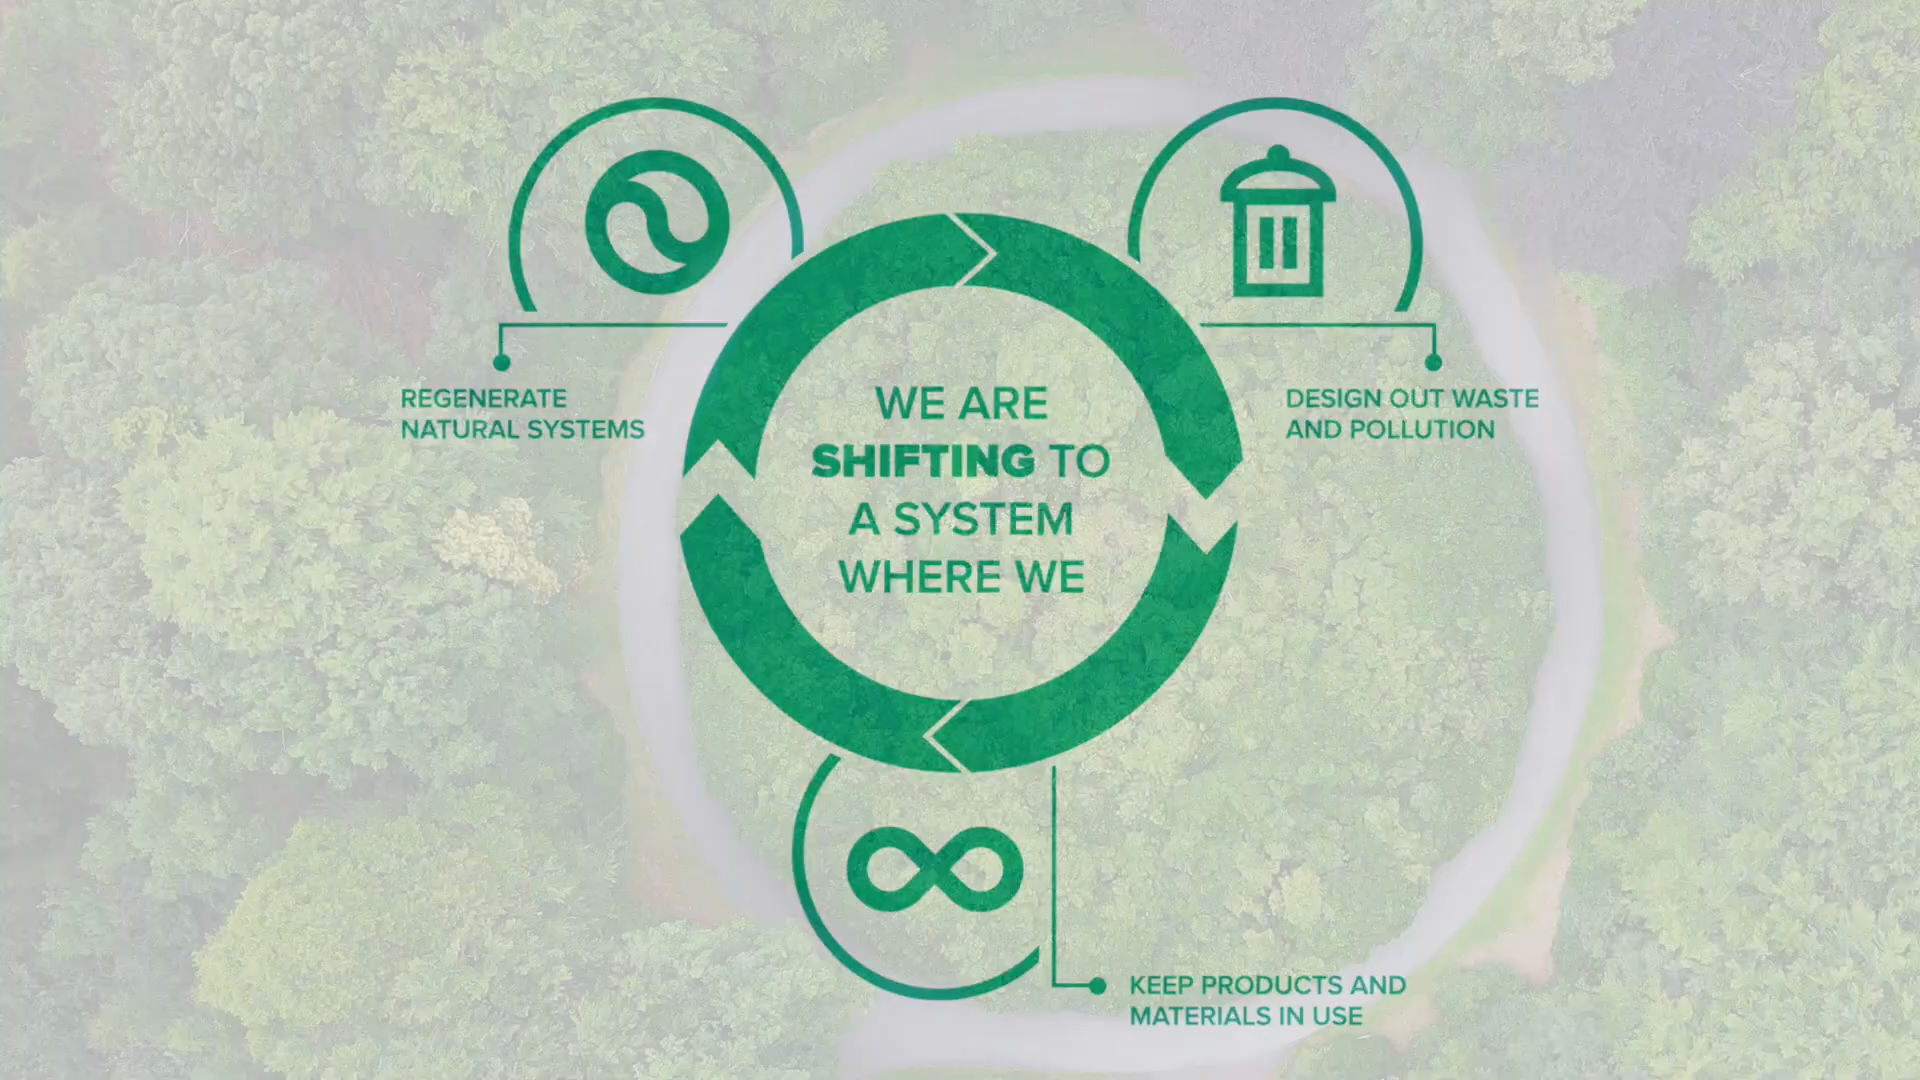 WE ARE
SHIFTING TO
A SYSTEM
WHERE WE
REGENERATE
NATURAL SYSTEMS
DESIGN OUT WASTE
AND POLLUTION
KEEP PRODUCTS AND
MATERIALS IN USE